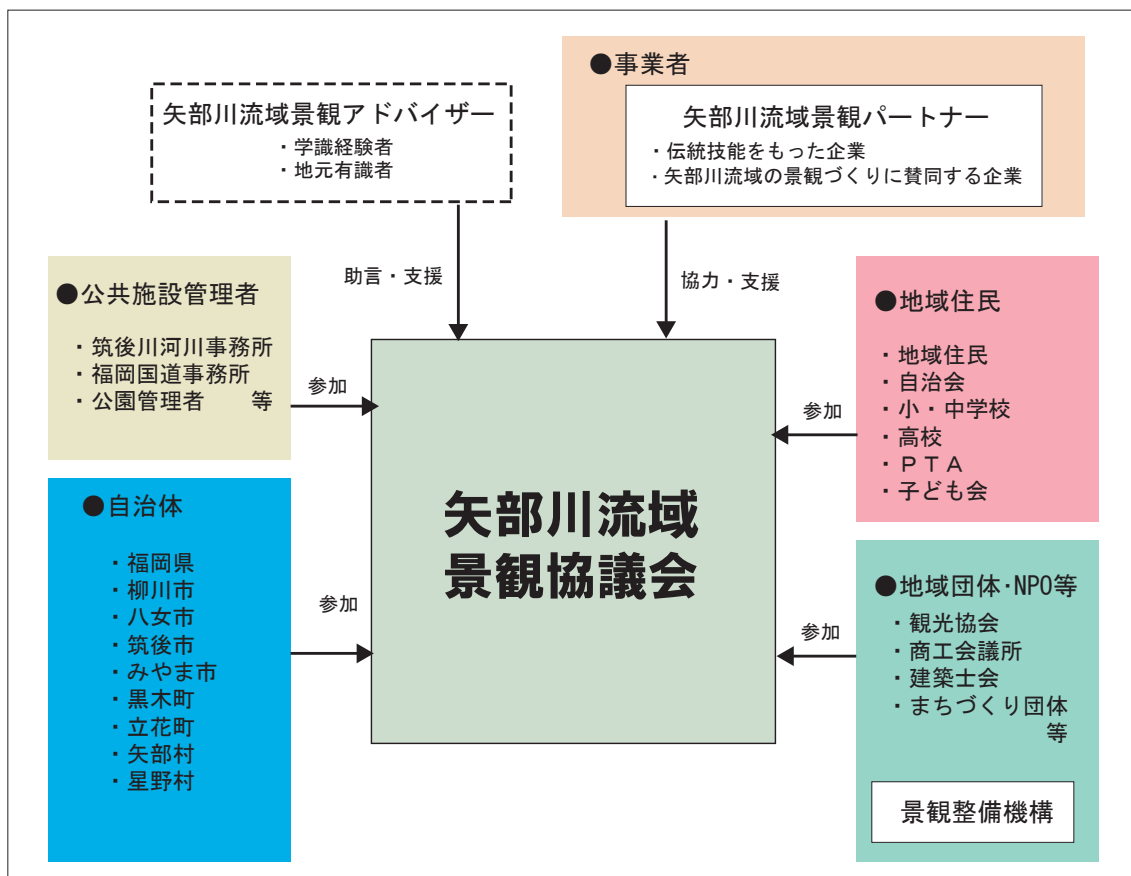 矢部川流域景観アドバイザー
・学識経験者
・地元有識者
●事業者
矢部川流域景観パートナー
・伝統技能をもった企業
・矢部川流域の景観づくりに賛同する企業
助言・支援
協力・支援
●公共施設管理者
・筑後川河川事務所
・福岡国道事務所
・公園管理者　　等
参加
●自治体
・福岡県
・柳川市
・八女市
・筑後市
・みやま市
・黒木町
・立花町
・矢部村
・星野村
参加
矢部川流域
景観協議会
●地域住民
・地域住民
・自治会
・小・中学校
・高校
・ＰＴＡ
・子ども会
参加
●地域団体･NPO等
・観光協会
・商工会議所
・建築士会
・まちづくり団体
等
参加
景観整備機構